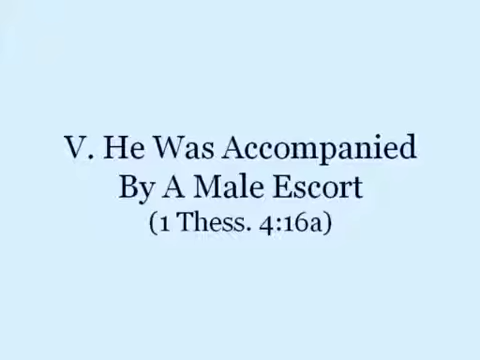 V. He Was Accompanied
By A Male Escort
(1 Thess. 4:16a)